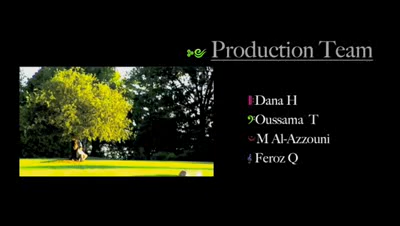 Production Team
Dana H
Oussama T
M Al-Azzouni
Feroz Q